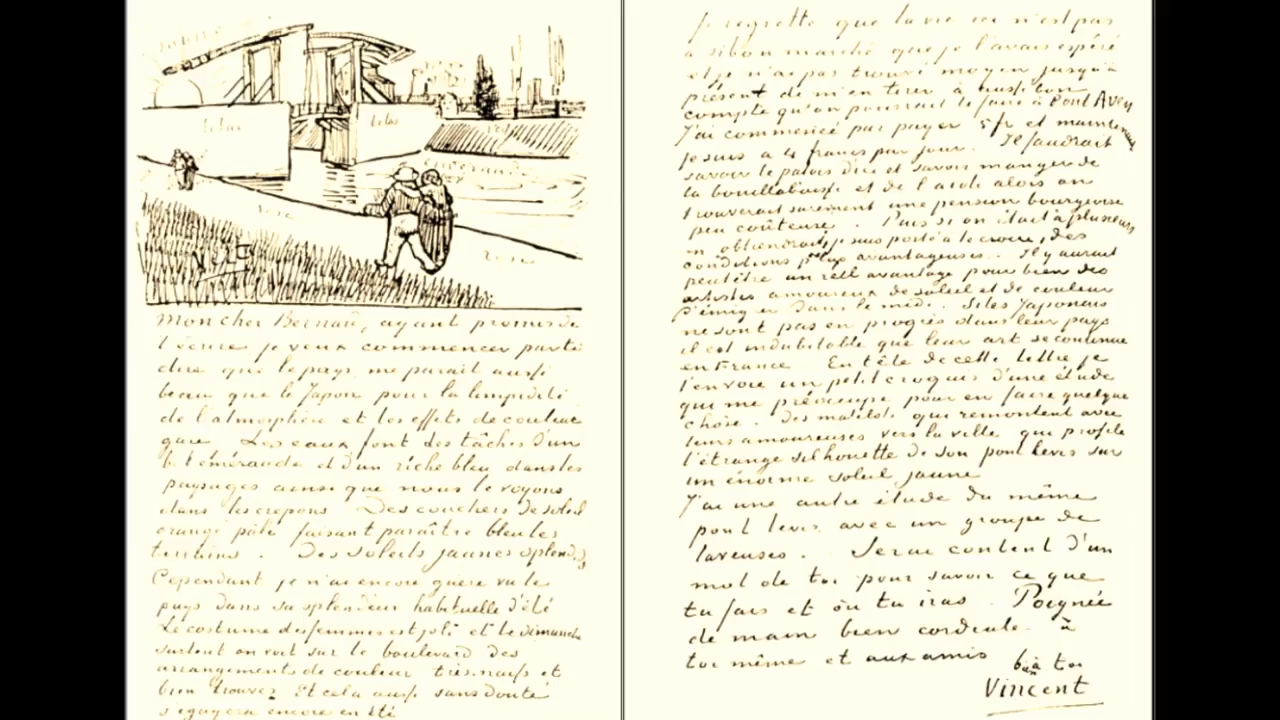 soleil
lilas
lilas
émeraude
rose
vert
rose
Mon cher Bernard, ayant promis de
t'écrire je veux commencer par te
dire que le pays me parait aussi
beau que le Japon pour la limpidité
de l'atmosphère et les effets de couleur
gaie. Les eaux font des tâches d'un
bel émeraude et d'un riche bleu dans les
paysages ainsi que nous le voyons
dans les crepons. Des couchers de soleil
orangé pâle faisant paraître bleu les
terrains. Des soleils jaunes splendides
Cependant je n'ai encore guère vu le
pays dans sa splendeur habituelle d'été
Le costume des femmes est joli et le dimanche
surtout on voit sur le boulevard des
arrangements de couleur très naïfs et
bien trouvés Et cela aussi sans doute
s'égayera encore en été
Je regrette que la vie ici n'est pas
à si bon marché que je l'avais espéré
et je n'ai pas trouvé moyen jusqu'à
présent de m'en tirer à aussi bon
compte qu'on pourrait le faire à Pont Aven
J'ai commencé par payer 5 fr et maintenant
je suis à 4 francs par jour. Il faudrait
savoir le patois d'ici et savoir manger de
la bouillabaisse et de l'aïoli alors on
trouverait surement une pension bourgeoise
peu coûteuse. Puis si on était à plusieurs
on obtiendrait, je suis porté à le croire, des
conditions plus avantageuses. Il y aurait
peut être un réel avantage pour bien des
artistes amoureux de soleil et de couleur
d'émigrer dans le midi. Si les Japonais
ne sont pas en progrès dans leur pays
il est indubitable que leur art se continue
en France En tête de cette lettre je
t'envoie un petit croquis d'une étude
qui me préoccupe pour en faire quelque
chose. Des matelots qui remontent avec
leurs amoureuses vers la ville qui profile
l'étrange silhouette de son pont levis sur
un énorme soleil jaune
J'ai une autre étude du même
pont levis avec un groupe de
laveuses. Serai content d'un
mot de toi pour savoir ce que
tu fais et où tu iras. Poignée
de main bien cordiale à
toi même et aux amis
b. à toi
Vincent